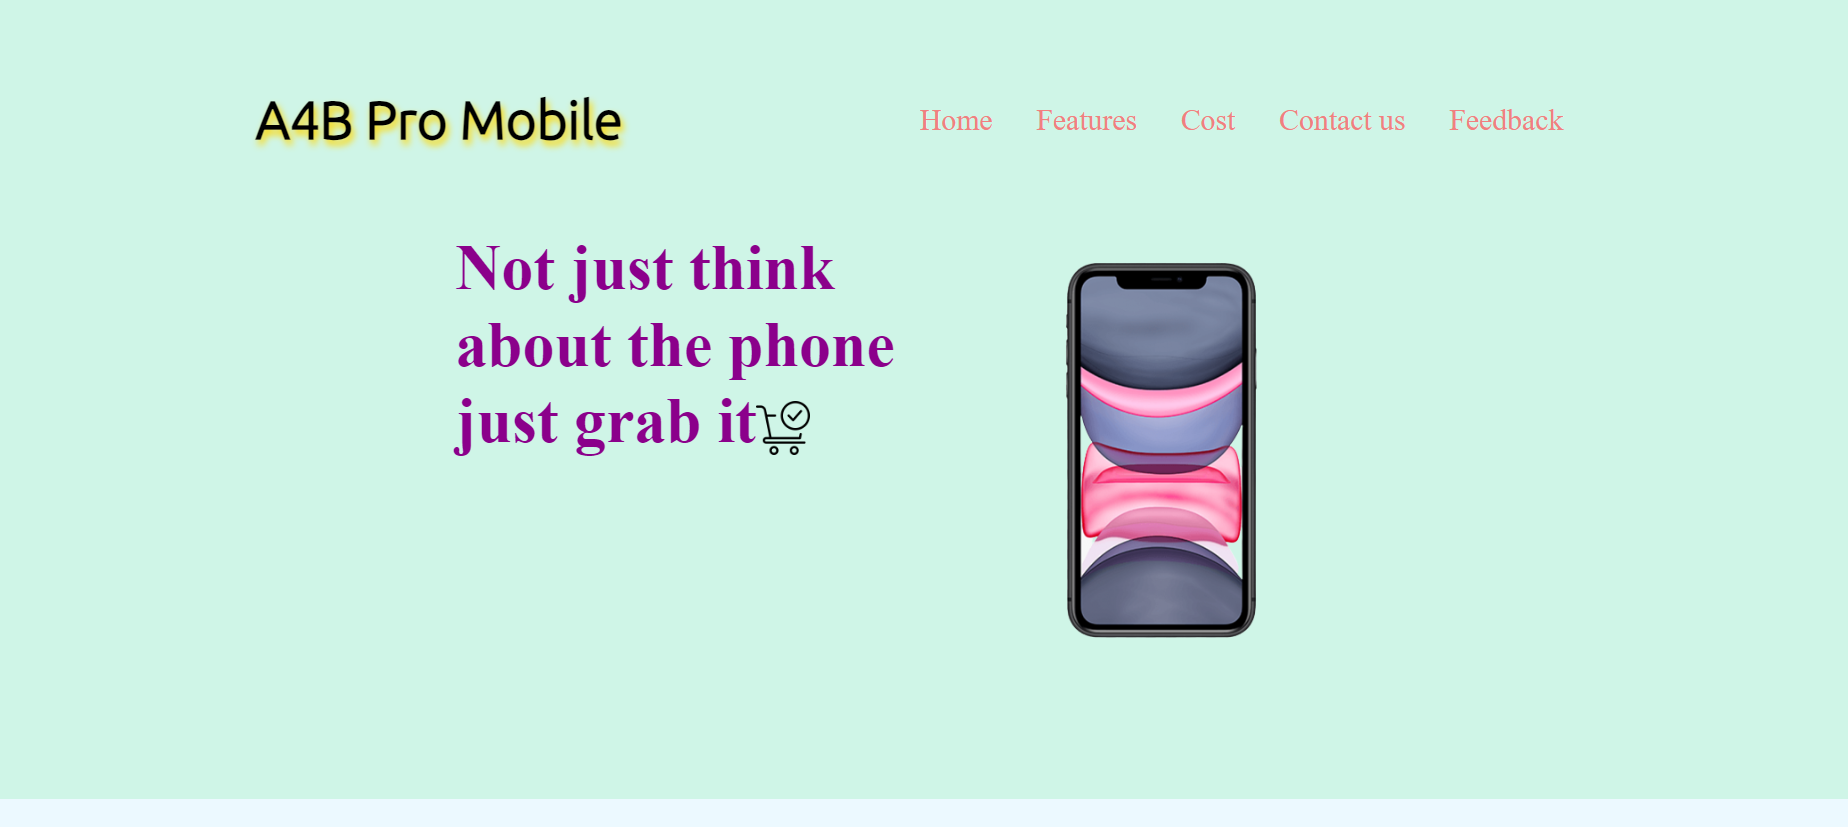 A4B Pro Mobile
Home Features Cost Contact us Feedback
Not just think
about the phone
just grab it